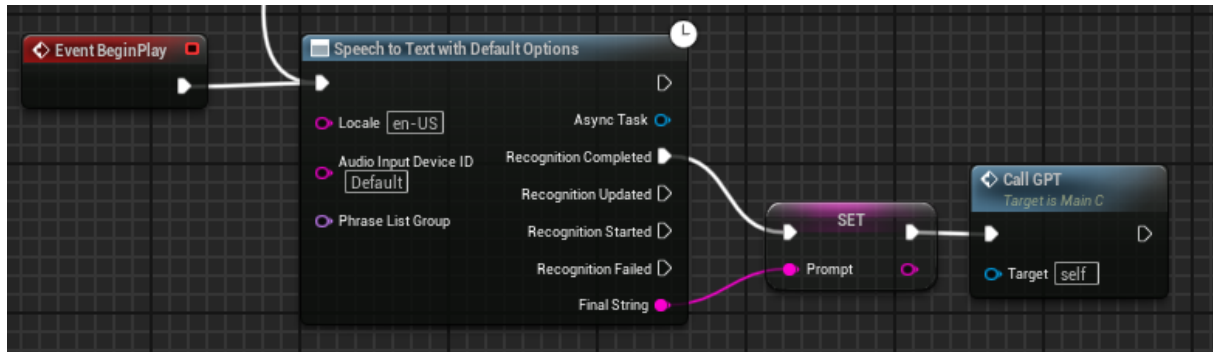 Event BeginPlay
Speech to Text with Default Options
Locale en-US
Async Task
Audio Input Device ID
Default
Recognition Completed
Recognition Updated
Phrase List Group
Recognition Started
Recognition Failed
Final String
SET
Prompt
Call GPT
Target is Main C
Target self